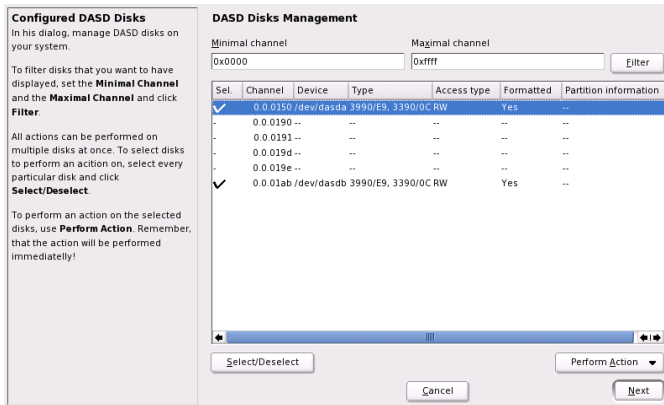 Configured DASD Disks
In his dialog, manage DASD disks on
your system.
To filter disks that you want to have
displayed, set the Minimal Channel
and the Maximal Channel and click
Filter.
All actions can be performed on
multiple disks at once. To select disks
to perform an acition on, select every
particular disk and click
Select/Deselect.
To perform an action on the selected
disks, use Perform Action. Remember,
that the action will be performed
immediatelly!
DASD Disks Management
Minimal channel Maximal channel
0x0000 0xffff Filter
Sel. Channel Device Type Access type Formatted Partition information
0.0.0150 /dev/dasda 3990/E9, 3390/0C RW Yes --
- 0.0.0190 -- -- -- -- --
- 0.0.0191 -- -- -- -- --
- 0.0.019d -- -- -- -- --
- 0.0.019e -- -- -- -- --
0.0.01ab /dev/dasdb 3990/E9, 3390/0C RW Yes --
Select/Deselect Perform Action
Cancel Next